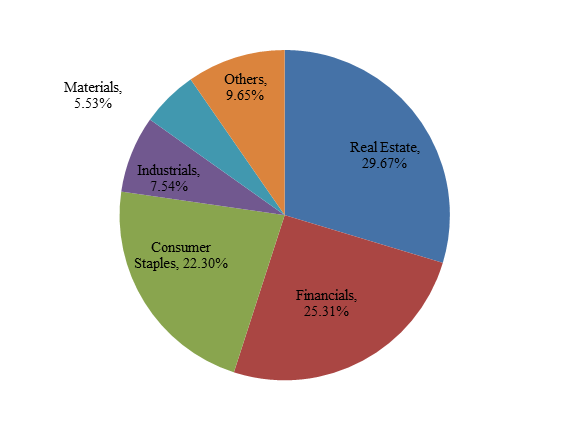 Real Estate,
29.67%
Financials,
25.31%
Consumer
Staples, 22.30%
Industrials,
7.54%
Materials,
5.53%
Others,
9.65%